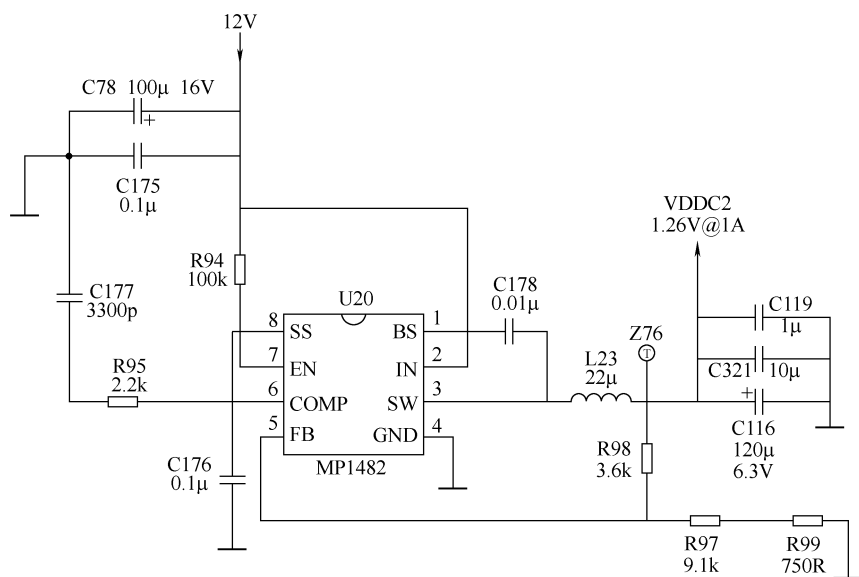 12V
C78 100μ 16V
+
C175
0.1μ
VDDC2
1.26V@1A
R94
100k
C177
3300p
U20
C178
0.01μ
8 SS
BS 1
7 EN
IN 2
6 COMP
SW 3
5 FB
GND 4
MP1482
R95
2.2k
C176
0.1μ
L23
22μ
Z76
T
C119
1μ
C321 10μ
+
C116
120μ
6.3V
R98
3.6k
R97
9.1k
R99
750R